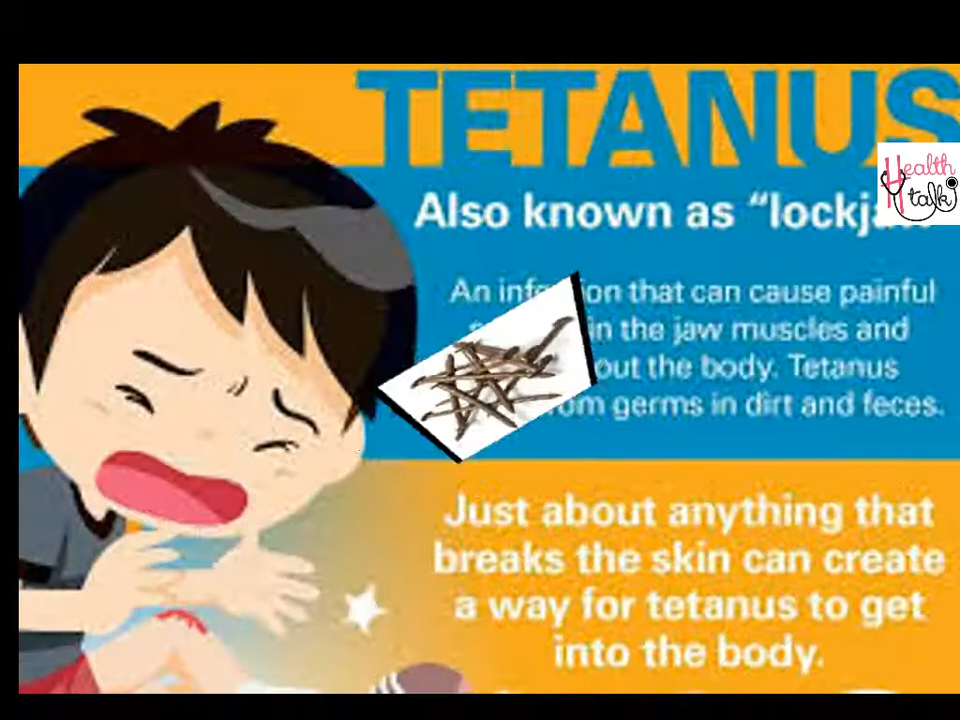 TETANUS
Health
talk
Also known as “lockj
An inf on that can cause painful
in the jaw muscles and
out the body. Tetanus
om germs in dirt and feces.
Just about anything that
breaks the skin can create
a way for tetanus to get
into the body.